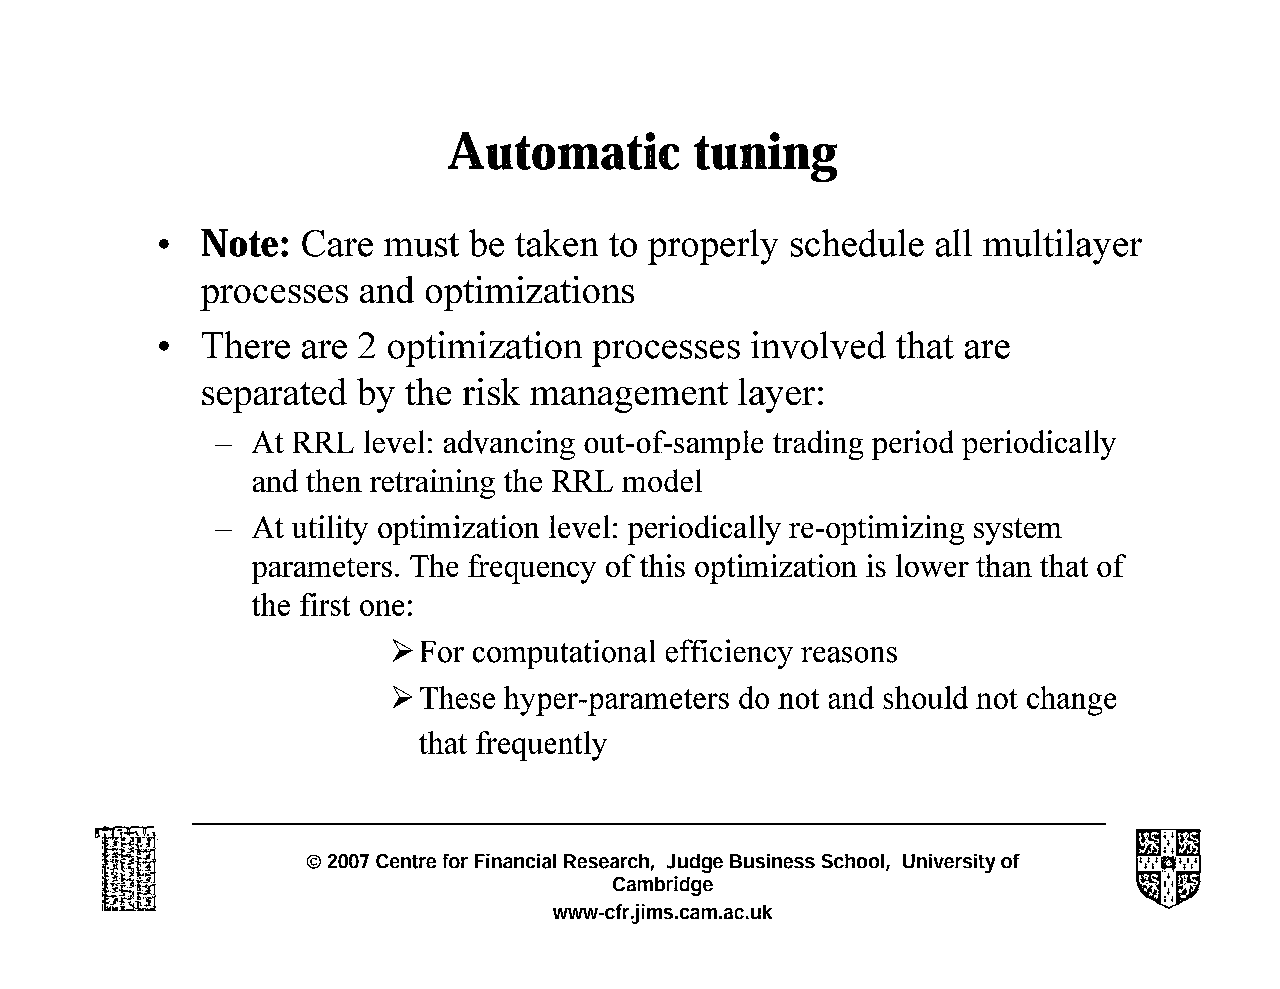 Automatic tuning
• Note: Care must be taken to properly schedule all multilayer
processes and optimizations
• There are 2 optimization processes involved that are
separated by the risk management layer:
– At RRL level: advancing out-of-sample trading period periodically
and then retraining the RRL model
– At utility optimization level: periodically re-optimizing system
parameters. The frequency of this optimization is lower than that of
the first one:
➢ For computational efficiency reasons
➢ These hyper-parameters do not and should not change
that frequently
© 2007 Centre for Financial Research, Judge Business School, University of
Cambridge
www-cfr.jims.cam.ac.uk